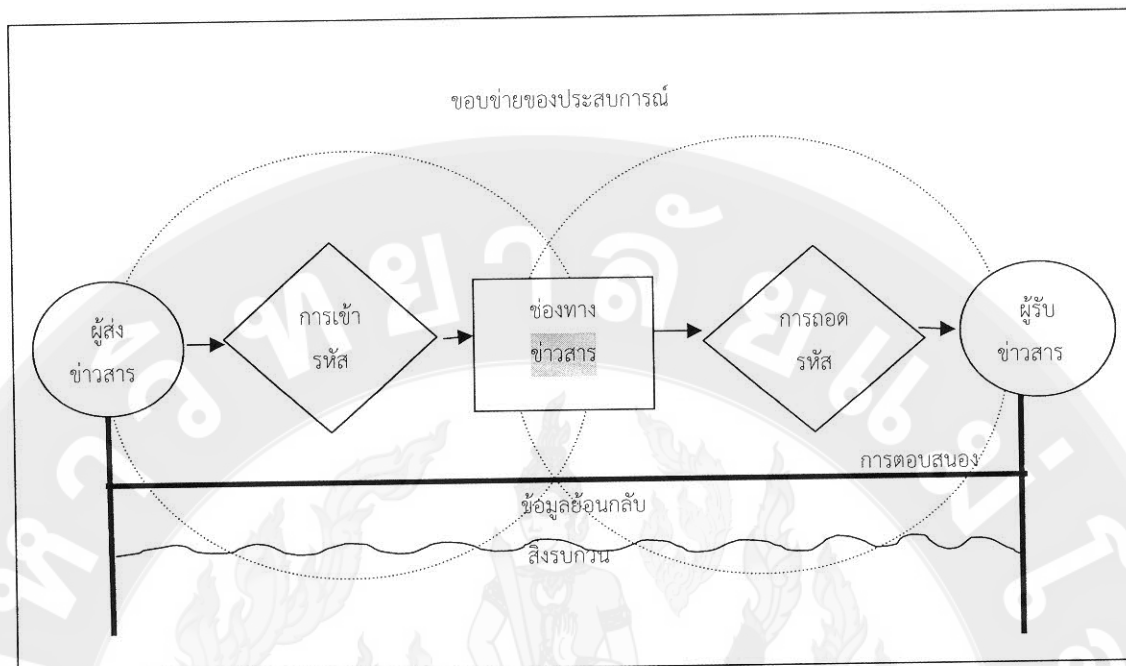 ขอบข่ายของประสบการณ์
ผู้ส่ง
ข่าวสาร
การเข้า
รหัส
ช่องทาง
ข่าวสาร
การถอด
รหัส
ผู้รับ
ข่าวสาร
การตอบสนอง
ข้อมูลย้อนกลับ
สิ่งรบกวน